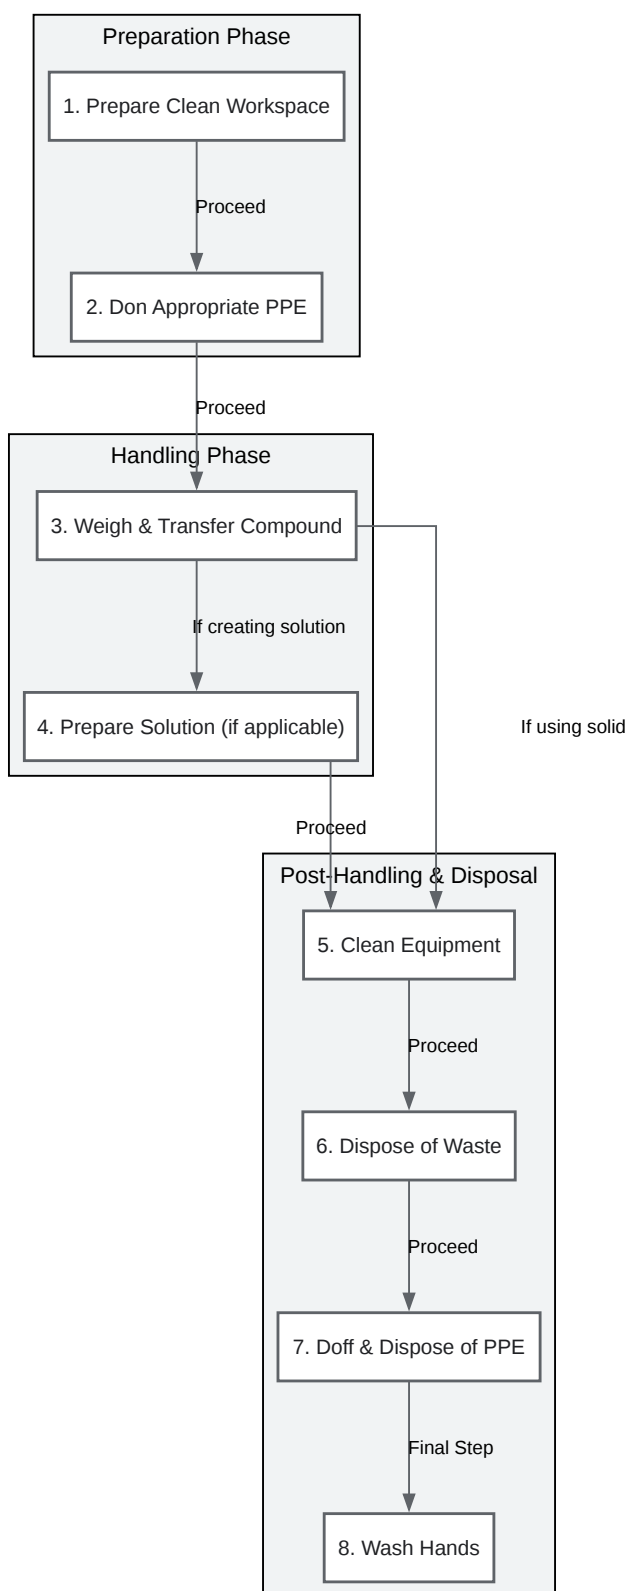 Preparation Phase
1. Prepare Clean Workspace
Proceed
2. Don Appropriate PPE
Proceed
Handling Phase
3. Weigh & Transfer Compound
If creating solution
4. Prepare Solution (if applicable)
If using solid
Proceed
Post-Handling & Disposal
5. Clean Equipment
Proceed
6. Dispose of Waste
Proceed
7. Doff & Dispose of PPE
Final Step
8. Wash Hands